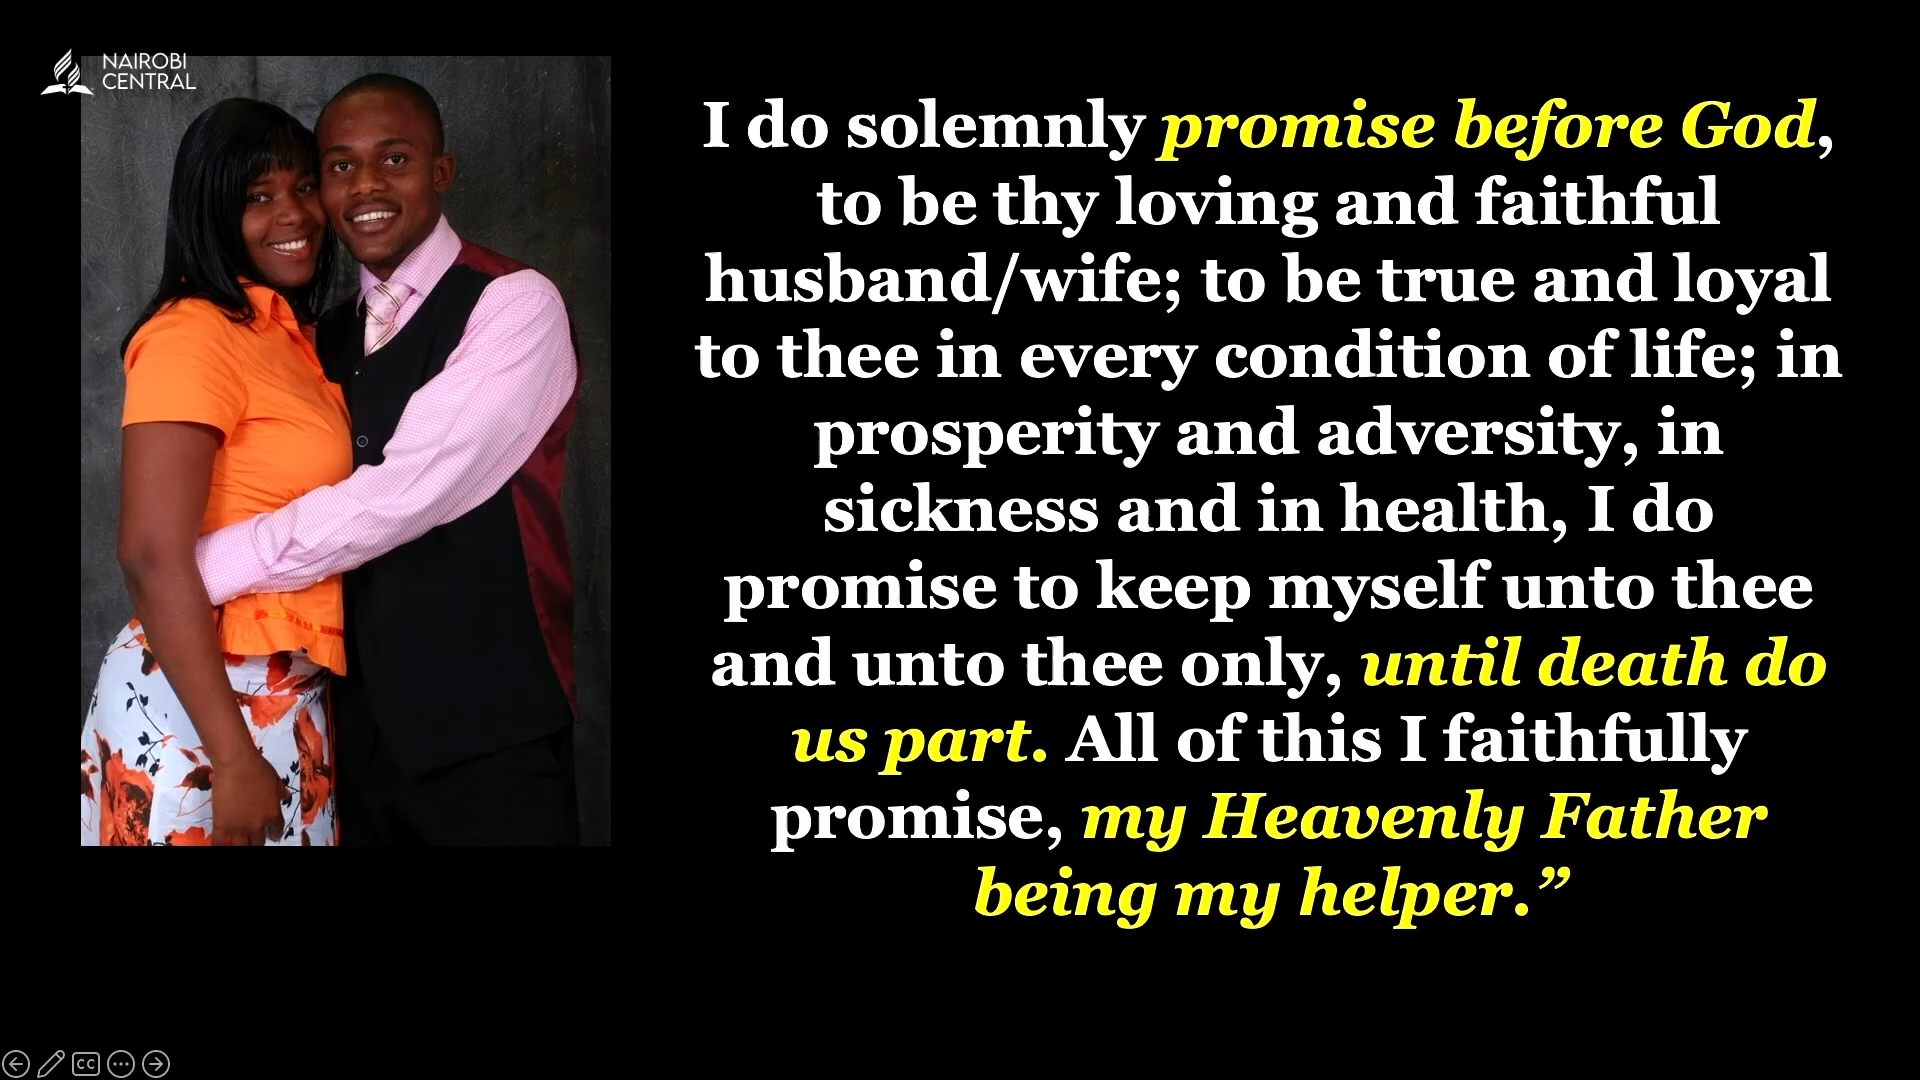 NAIROBI
CENTRAL
I do solemnly promise before God,
to be thy loving and faithful
husband/wife; to be true and loyal
to thee in every condition of life; in
prosperity and adversity, in
sickness and in health, I do
promise to keep myself unto thee
and unto thee only, until death do
us part. All of this I faithfully
promise, my Heavenly Father
being my helper.”
CC